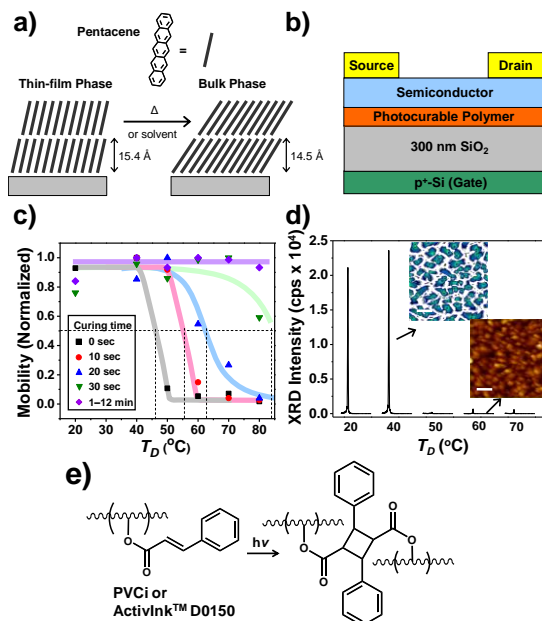 a)
Pentacene
=
Thin-film Phase
Bulk Phase
Δ
or solvent
15.4 Å
14.5 Å
b)
Source
Drain
Semiconductor
Photocurable Polymer
300 nm SiO₂
p⁺-Si (Gate)
c)
Mobility (Normalized)
1.0
0.8
0.6
0.4
0.2
0.0
Curing time
0 sec
10 sec
20 sec
30 sec
1–12 min
20 30 40 50 60 70 80
T_D (°C)
d)
XRD Intensity (cps x 10⁴)
2.5
2.0
1.5
1.0
0.5
0.0
20 40 50 60 70
T_D (°C)
e)
O
O
hν
O
O
O
O
PVCi or
ActivInk™ D0150